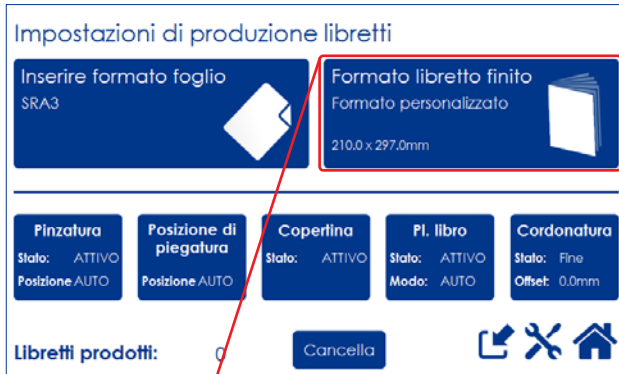 Impostazioni di produzione libretti
Inserire formato foglio
SRA3
Formato libretto finito
Formato personalizzato
210.0 x 297.0mm
Pinzatura
Stato: ATTIVO
Posizione AUTO
Posizione di
piegatura
Posizione AUTO
Copertina
Stato: ATTIVO
Pl. libro
Stato: ATTIVO
Modo: AUTO
Cordonatura
Stato: Fine
Offset: 0.0mm
Libretti prodotti: 0
Cancella